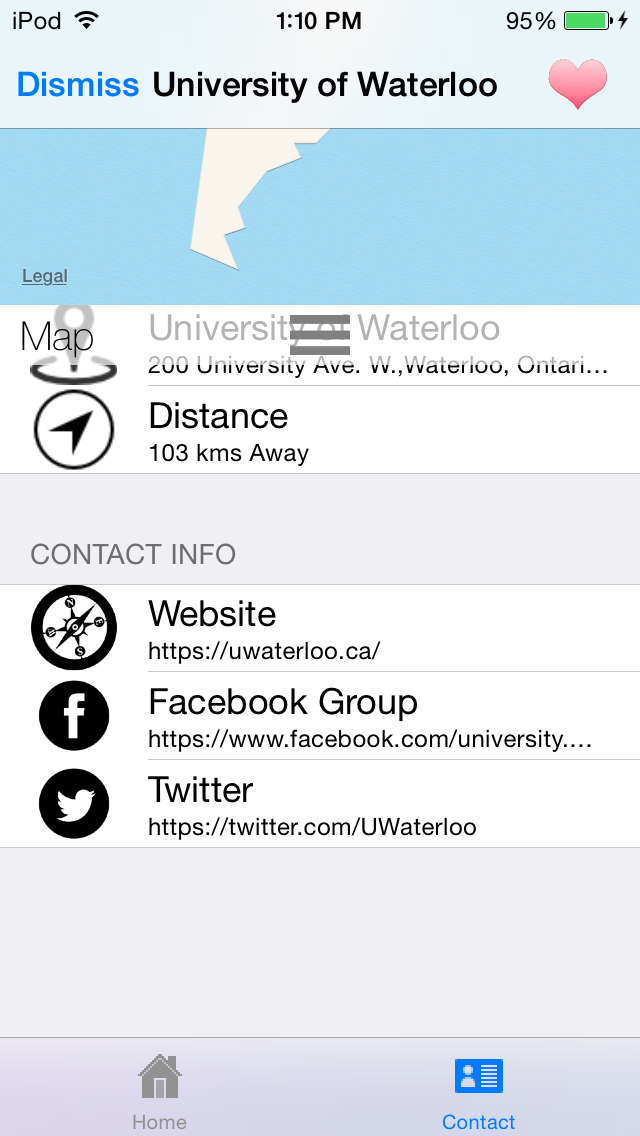 iPod 1:10 PM 95%
Dismiss University of Waterloo
Legal
Map University of Waterloo
200 University Ave. W.,Waterloo, Ontari...
Distance
103 kms Away
CONTACT INFO
Website
https://uwaterloo.ca/
Facebook Group
https://www.facebook.com/university....
Twitter
https://twitter.com/UWaterloo
Home Contact